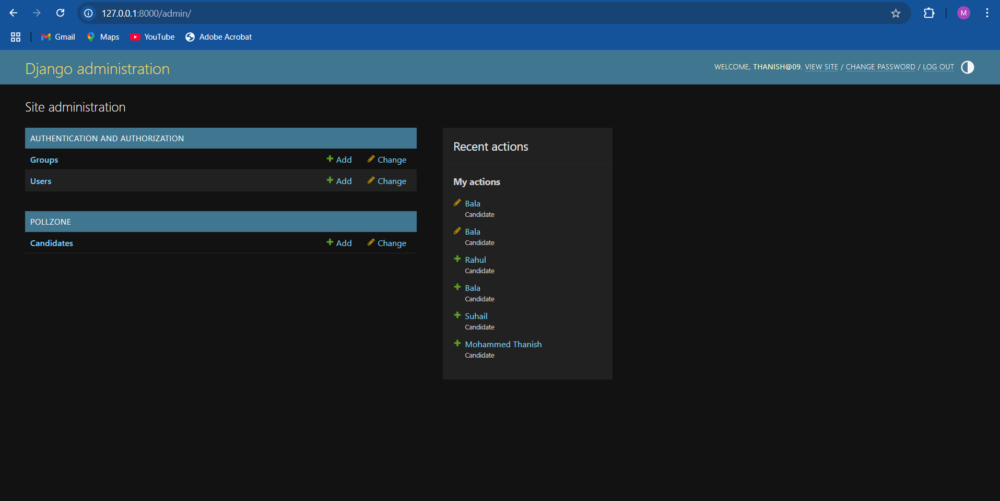 127.0.0.1:8000/admin/
M
Gmail Maps YouTube Adobe Acrobat
Django administration
WELCOME, THANISH@09. VIEW SITE / CHANGE PASSWORD / LOG OUT
Site administration
AUTHENTICATION AND AUTHORIZATION
Groups Add Change
Users Add Change
POLLZONE
Candidates Add Change
Recent actions
My actions
Bala
Candidate
Bala
Candidate
Rahul
Candidate
Bala
Candidate
Suhail
Candidate
Mohammed Thanish
Candidate